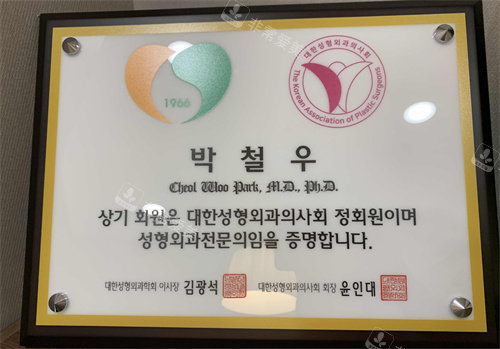 1966
대한성형외과의사회
The Korean Association of Plastic Surgeons
박철우
Cheol Woo Park, M.D., Ph.D.
상기 회원은 대한성형외과의사회 정회원이며
성형외과전문의임을 증명합니다.
대한성형외과학회 이사장 김광석 대한성형외과의사회 회장 윤인대